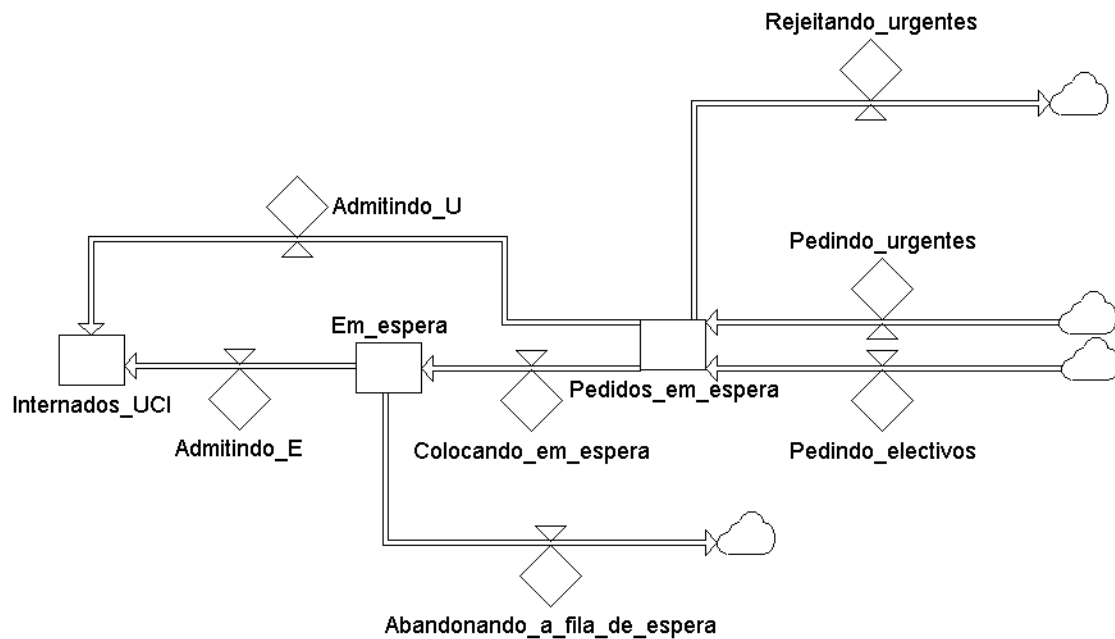 Rejeitando_urgentes
Admitindo_U
Pedindo_urgentes
Em_espera
Internados_UCI
Pedidos_em_espera
Admitindo_E
Colocando_em_espera
Pedindo_electivos
Abandonando_a_fila_de_espera